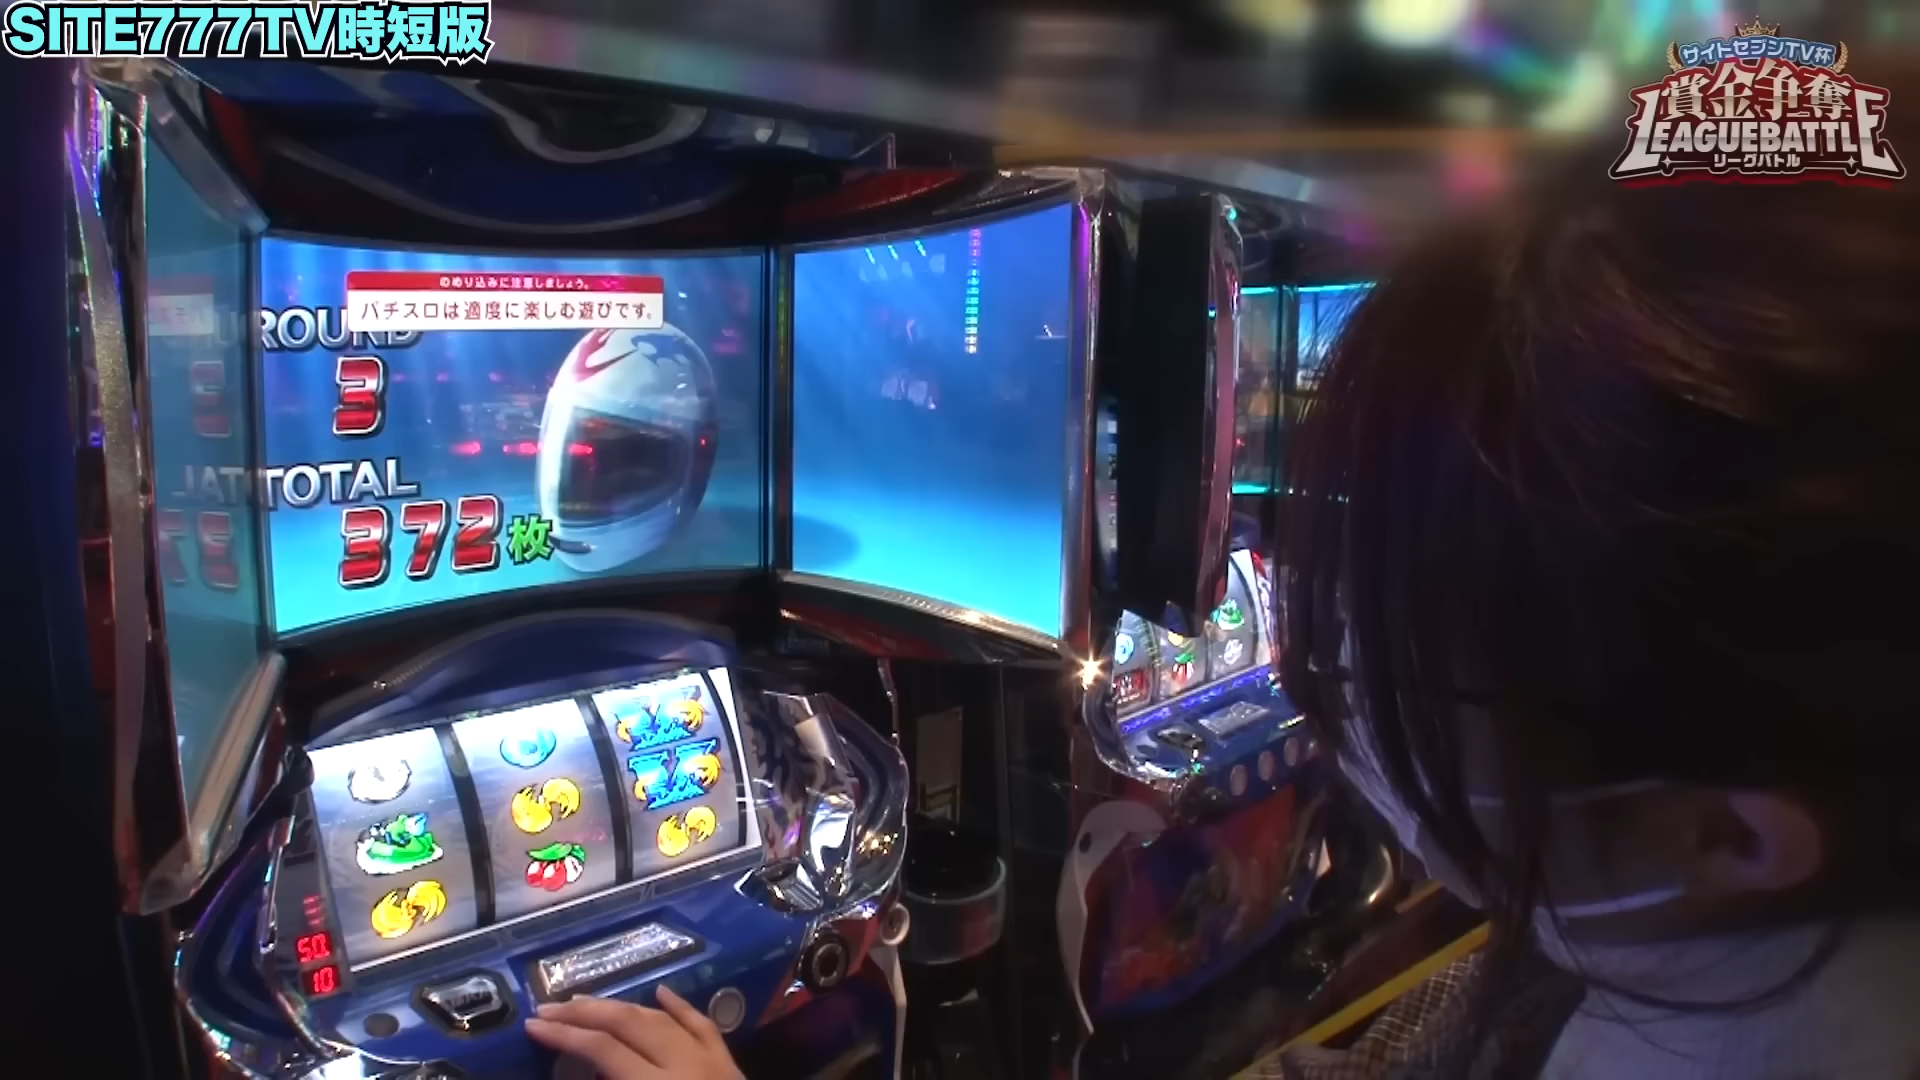 SITE777TV時短版
サイトセブンTV杯
賞金争奪
LEAGUEBATTLE
リーグバトル
のめり込みに注意しましょう。
パチスロは適度に楽しむ遊びです。
ROUND
3
TOTAL
372枚
50
10